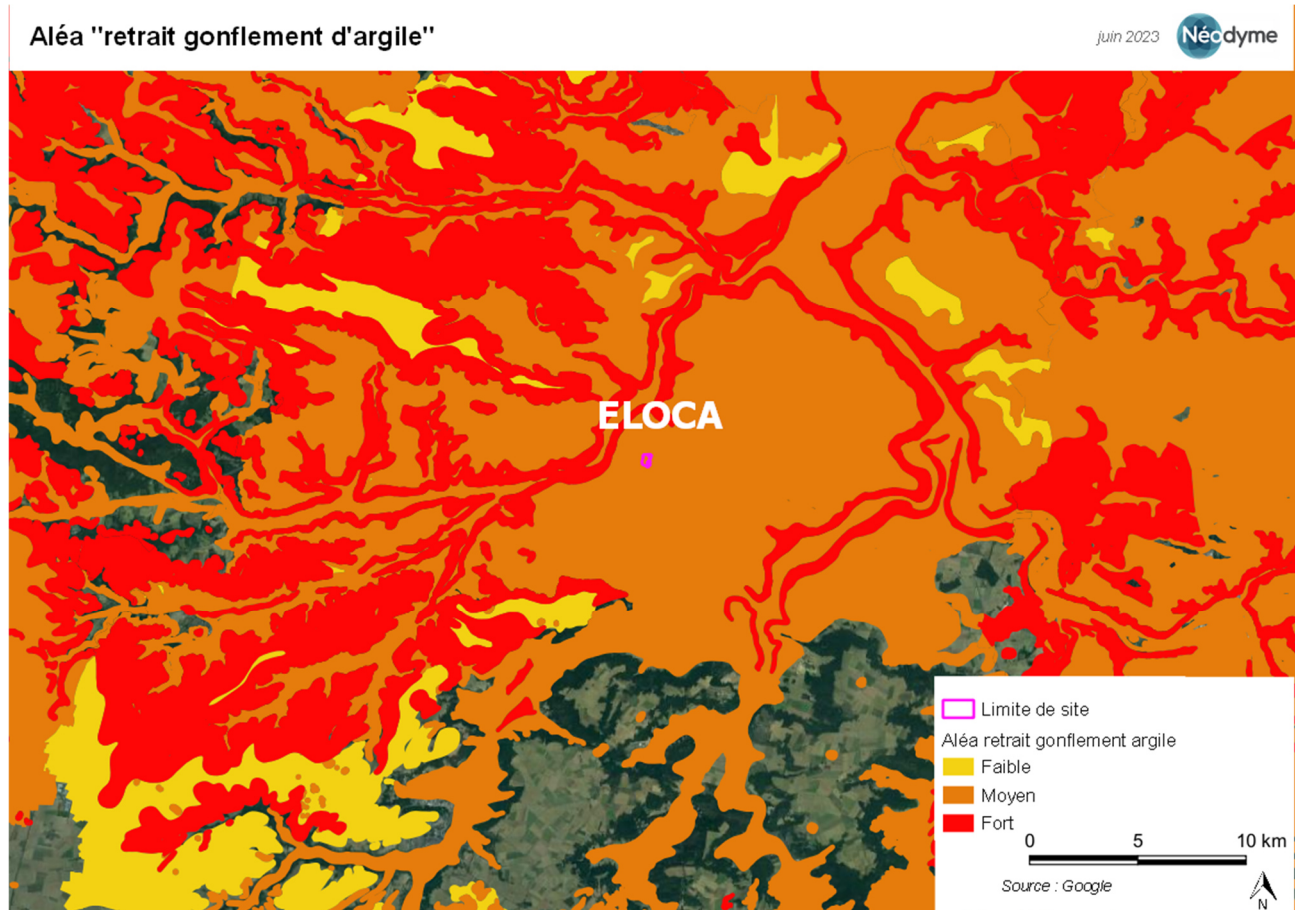 Aléa "retrait gonflement d'argile"
juin 2023
Néodyme
ELOCA
Limite de site
Aléa retrait gonflement argile
Faible
Moyen
Fort
0 5 10 km
Source : Google
N